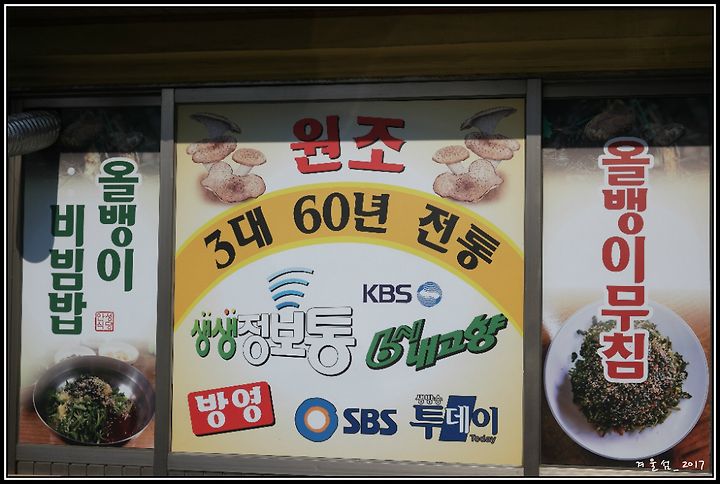 올뱅이
비빔밥
원조
3대 60년 전통
KBS
생생정보통
6시내고향
방영
SBS
생방송
투데이
Today
올뱅이무침
겨울섬_2017